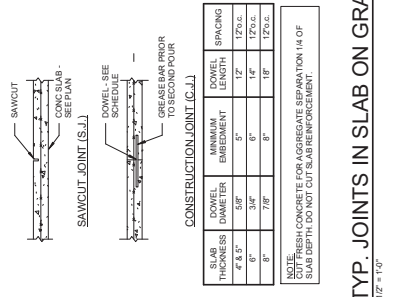 SAWCUT
CONC SLAB -
SEE PLAN
SAWCUT JOINT (S.J.)
DOWEL - SEE
SCHEDULE
GREASE BAR PRIOR
TO SECOND POUR
CONSTRUCTION JOINT (C.J.)
SLAB THICKNESS DOWEL DIAMETER MINIMUM EMBEDMENT DOWEL LENGTH SPACING
4" & 5" 5/8" 5" 12" 12"o.c.
6" 3/4" 6" 14" 12"o.c.
8" 7/8" 8" 18" 12"o.c.
NOTE:
CUT FRESH CONCRETE FOR AGGREGATE SEPARATION 1/4 OF
SLAB DEPTH. DO NOT CUT SLAB REINFORCEMENT.
TYP. JOINTS IN SLAB ON GRA
1/2" = 1'-0"